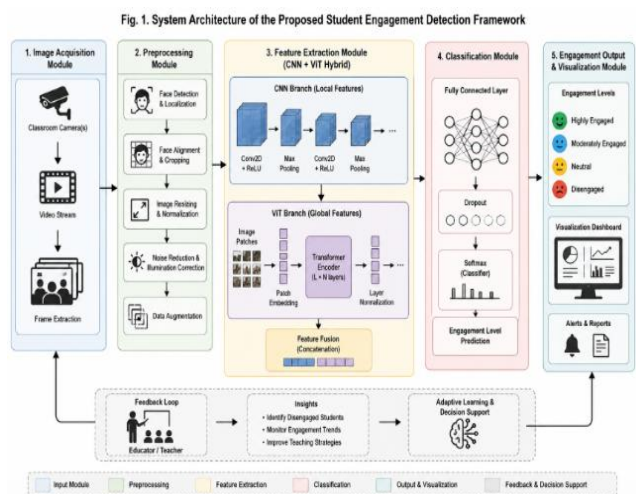 Fig. 1. System Architecture of the Proposed Student Engagement Detection Framework
1. Image Acquisition
Module
Classroom Camera(s)
Video Stream
Frame Extraction
2. Preprocessing
Module
Face Detection
& Localization
Face Alignment
& Cropping
Image Resizing
& Normalization
Noise Reduction &
Illumination Correction
Data Augmentation
3. Feature Extraction Module
(CNN + ViT Hybrid)
CNN Branch (Local Features)
...
Conv2D
+ ReLU
Max
Pooling
Conv2D
+ ReLU
Max
Pooling
ViT Branch (Global Features)
Image
Patches
Patch
Embedding
Transformer
Encoder
(L × N layers)
Layer
Normalization
...
Feature Fusion
(Concatenation)
4. Classification Module
Fully Connected Layer
Dropout
Softmax
(Classifier)
Engagement Level
Prediction
5. Engagement Output
& Visualization Module
Engagement Levels
Highly Engaged
Moderately Engaged
Neutral
Disengaged
Visualization Dashboard
Alerts & Reports
Feedback Loop
Educator / Teacher
Insights
• Identify Disengaged Students
• Monitor Engagement Trends
• Improve Teaching Strategies
Adaptive Learning &
Decision Support
Input Module
Preprocessing
Feature Extraction
Classification
Output & Visualization
Feedback & Decision Support